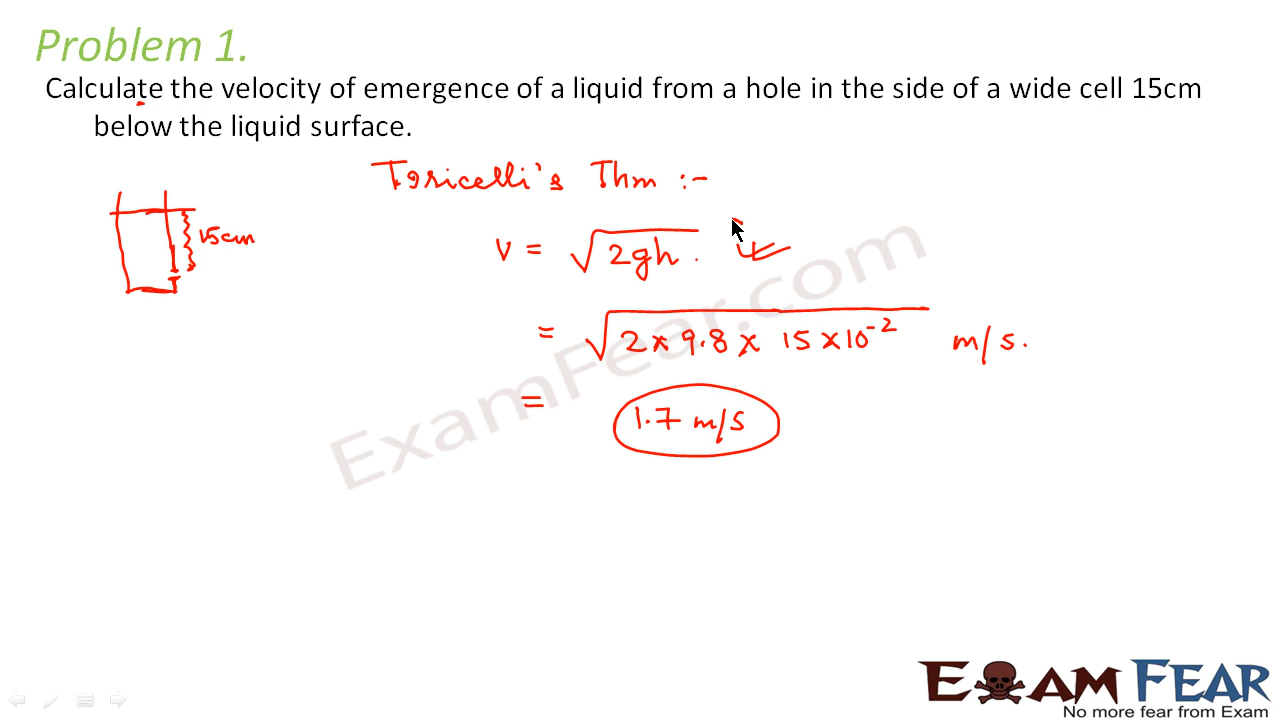 Problem 1.
Calculate the velocity of emergence of a liquid from a hole in the side of a wide cell 15cm
below the liquid surface.
Toricelli's Thm :-
15cm
v = √2gh.
= √2 × 9.8 × 15 × 10⁻² m/s.
= 1.7 m/s
ExamFear.com
EXAM FEAR
No more fear from Exam